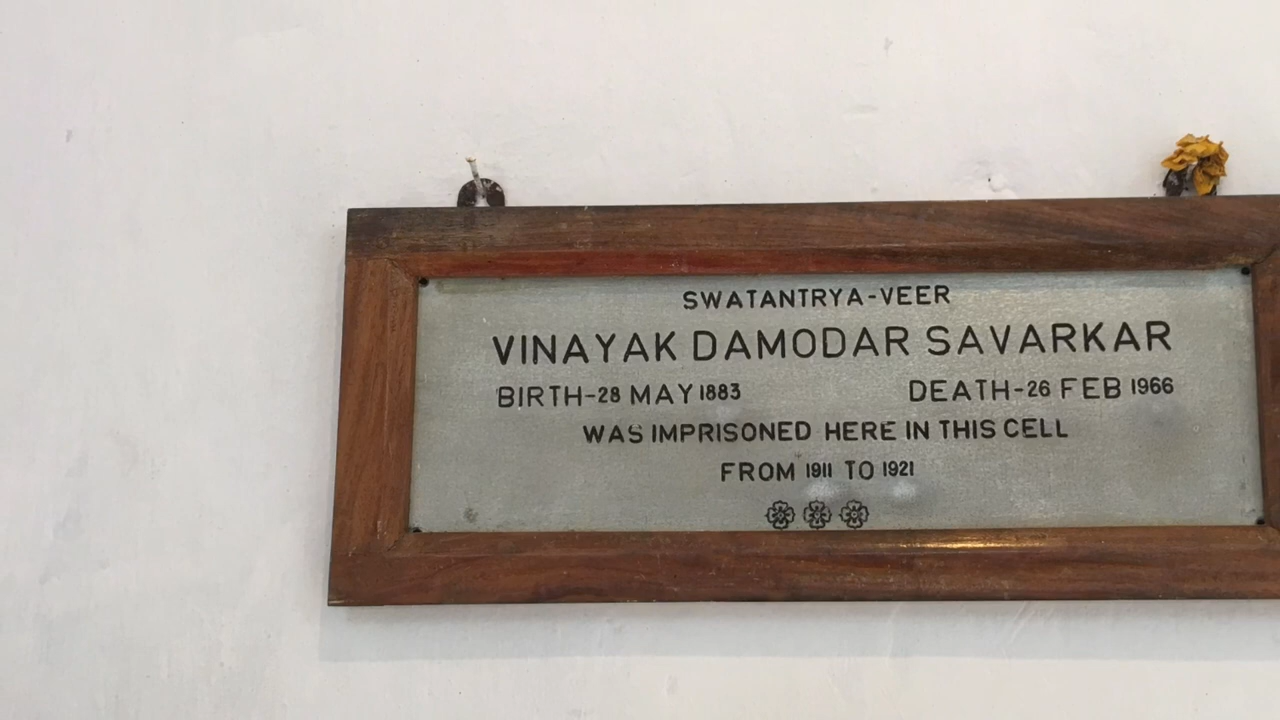 SWATANTRYA-VEER
VINAYAK DAMODAR SAVARKAR
BIRTH-28 MAY 1883 DEATH-26 FEB 1966
WAS IMPRISONED HERE IN THIS CELL
FROM 1911 TO 1921